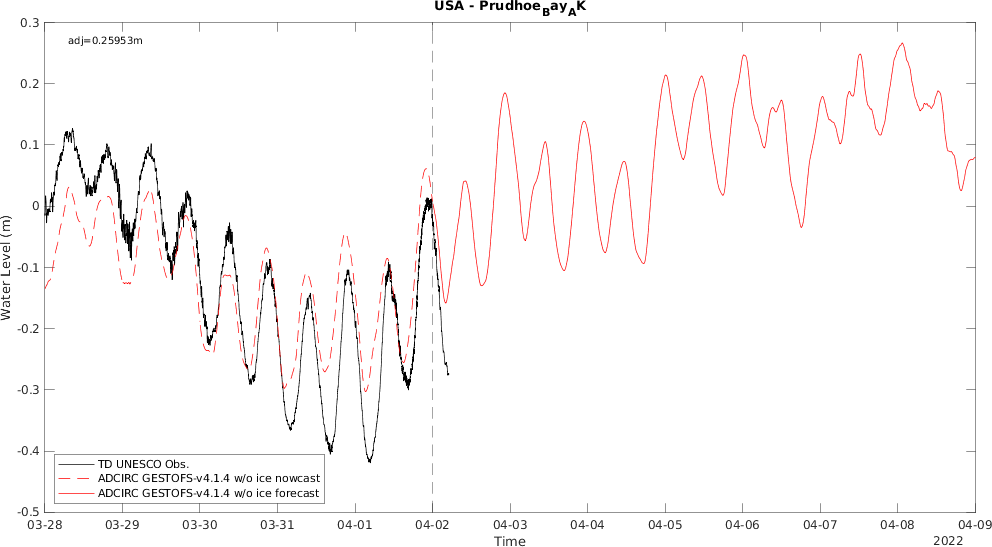 USA - Prudhoe_Bay_AK
adj=0.25953m
0.3
0.2
0.1
0
-0.1
-0.2
-0.3
-0.4
-0.5
Water Level (m)
TD UNESCO Obs.
ADCIRC GESTOFS-v4.1.4 w/o ice nowcast
ADCIRC GESTOFS-v4.1.4 w/o ice forecast
03-28 03-29 03-30 03-31 04-01 04-02 04-03 04-04 04-05 04-06 04-07 04-08 04-09
Time
2022